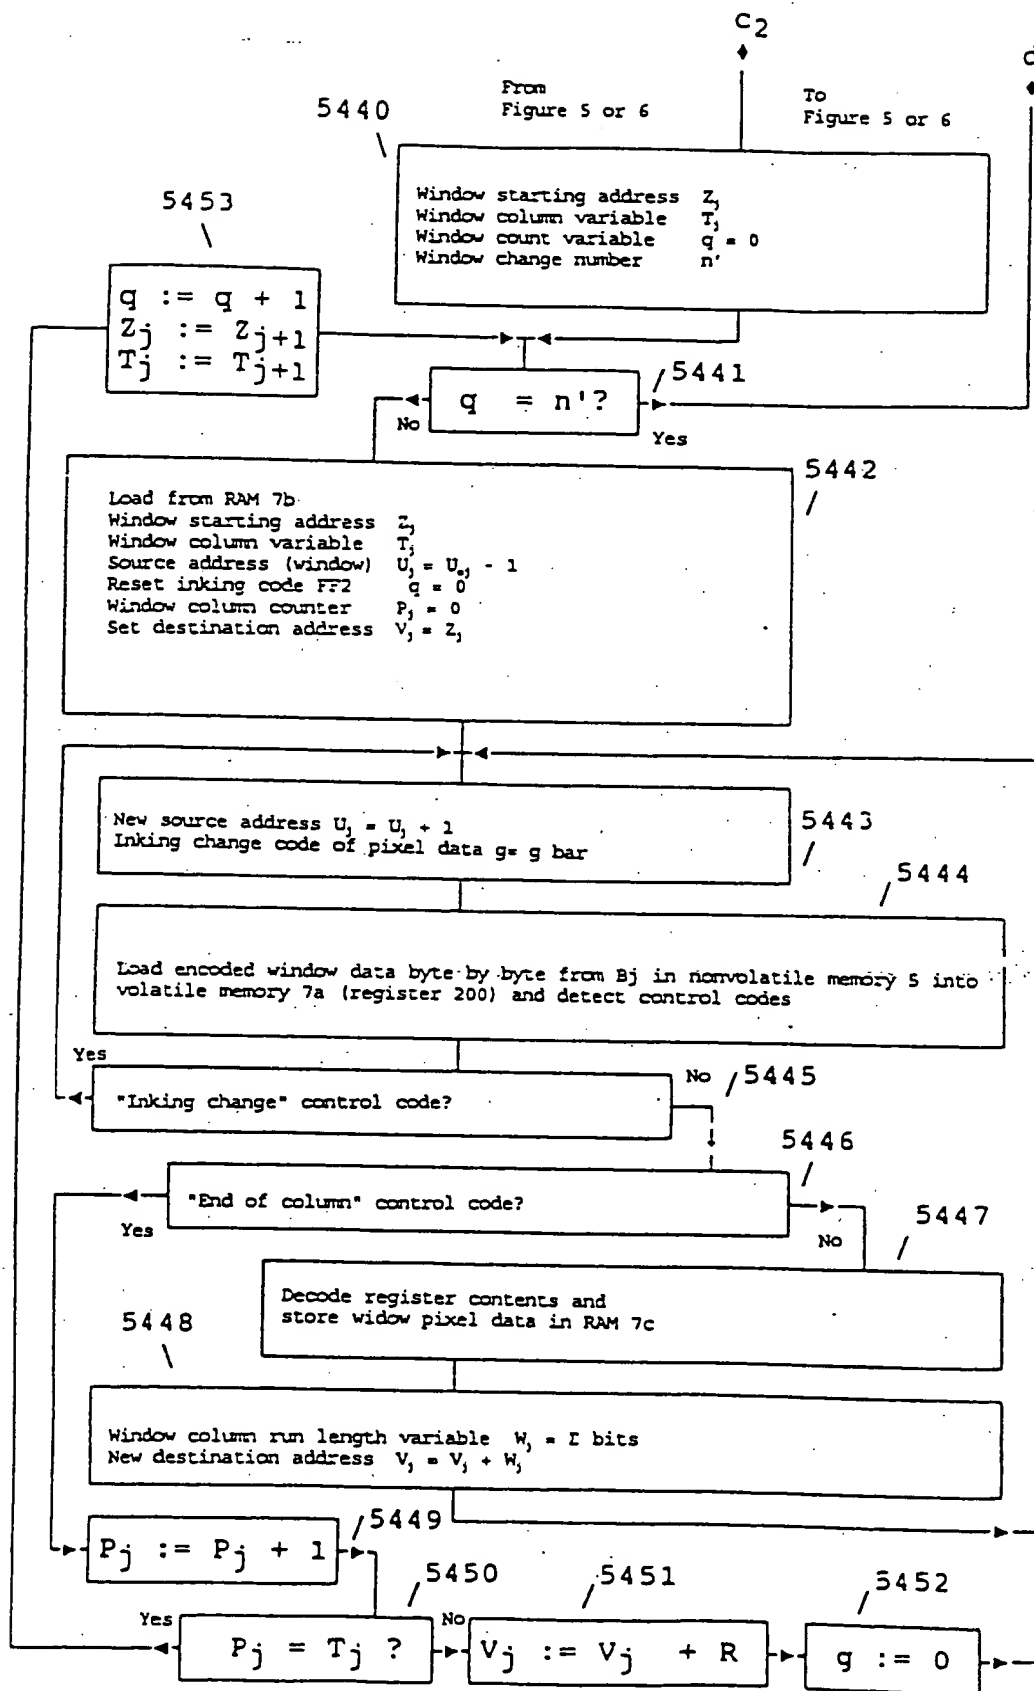 C2
d
From
Figure 5 or 6
To
Figure 5 or 6
5440
Window starting address Zj
Window column variable Tj
Window count variable q = 0
Window change number n'
5453
q := q + 1
Zj := Zj+1
Tj := Tj+1
q = n'?
5441
No
Yes
5442
Load from RAM 7b
Window starting address Zj
Window column variable Tj
Source address (window) Uj = Uoj - 1
Reset inking code FF2 g = 0
Window column counter Pj = 0
Set destination address Vj = Zj
New source address Uj = Uj + 1
Inking change code of pixel data g= g bar
5443
5444
Load encoded window data byte by byte from Bj in nonvolatile memory 5 into
volatile memory 7a (register 200) and detect control codes
Yes
"Inking change" control code?
No
5445
5446
"End of column" control code?
Yes
No
5447
Decode register contents and
store widow pixel data in RAM 7c
5448
Window column run length variable Wj = Σ bits
New destination address Vj = Vj + Wj
Pj := Pj + 1
5449
5450
5451
5452
Yes
Pj = Tj ?
No
Vj := Vj + R
g := 0